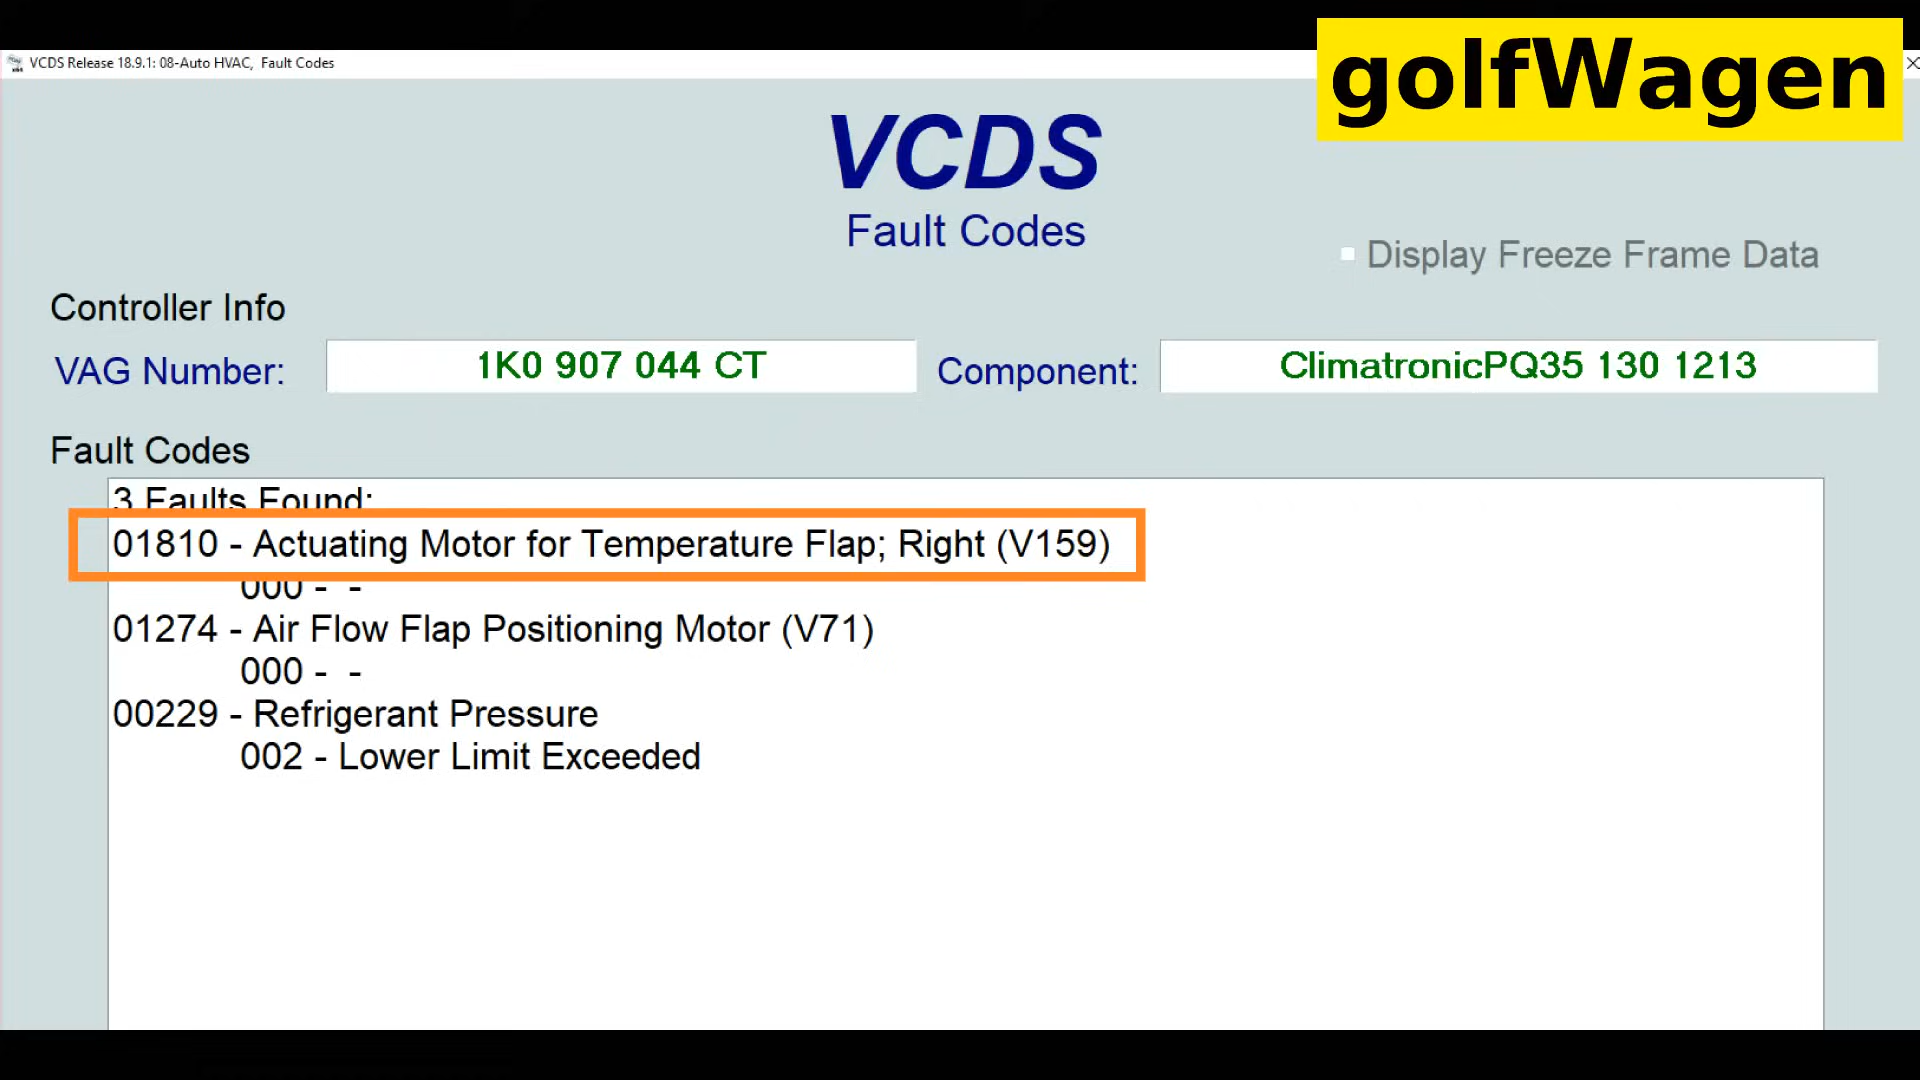 golfWagen
VCDS Release 18.9.1: 08-Auto HVAC, Fault Codes
VCDS
Fault Codes
Display Freeze Frame Data
Controller Info
VAG Number: 1K0 907 044 CT Component: ClimatronicPQ35 130 1213
Fault Codes
3 Faults Found:
01810 - Actuating Motor for Temperature Flap; Right (V159)
000 - -
01274 - Air Flow Flap Positioning Motor (V71)
000 - -
00229 - Refrigerant Pressure
002 - Lower Limit Exceeded